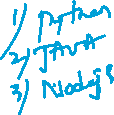 1) Python
2) JAVA
3) Nodejs